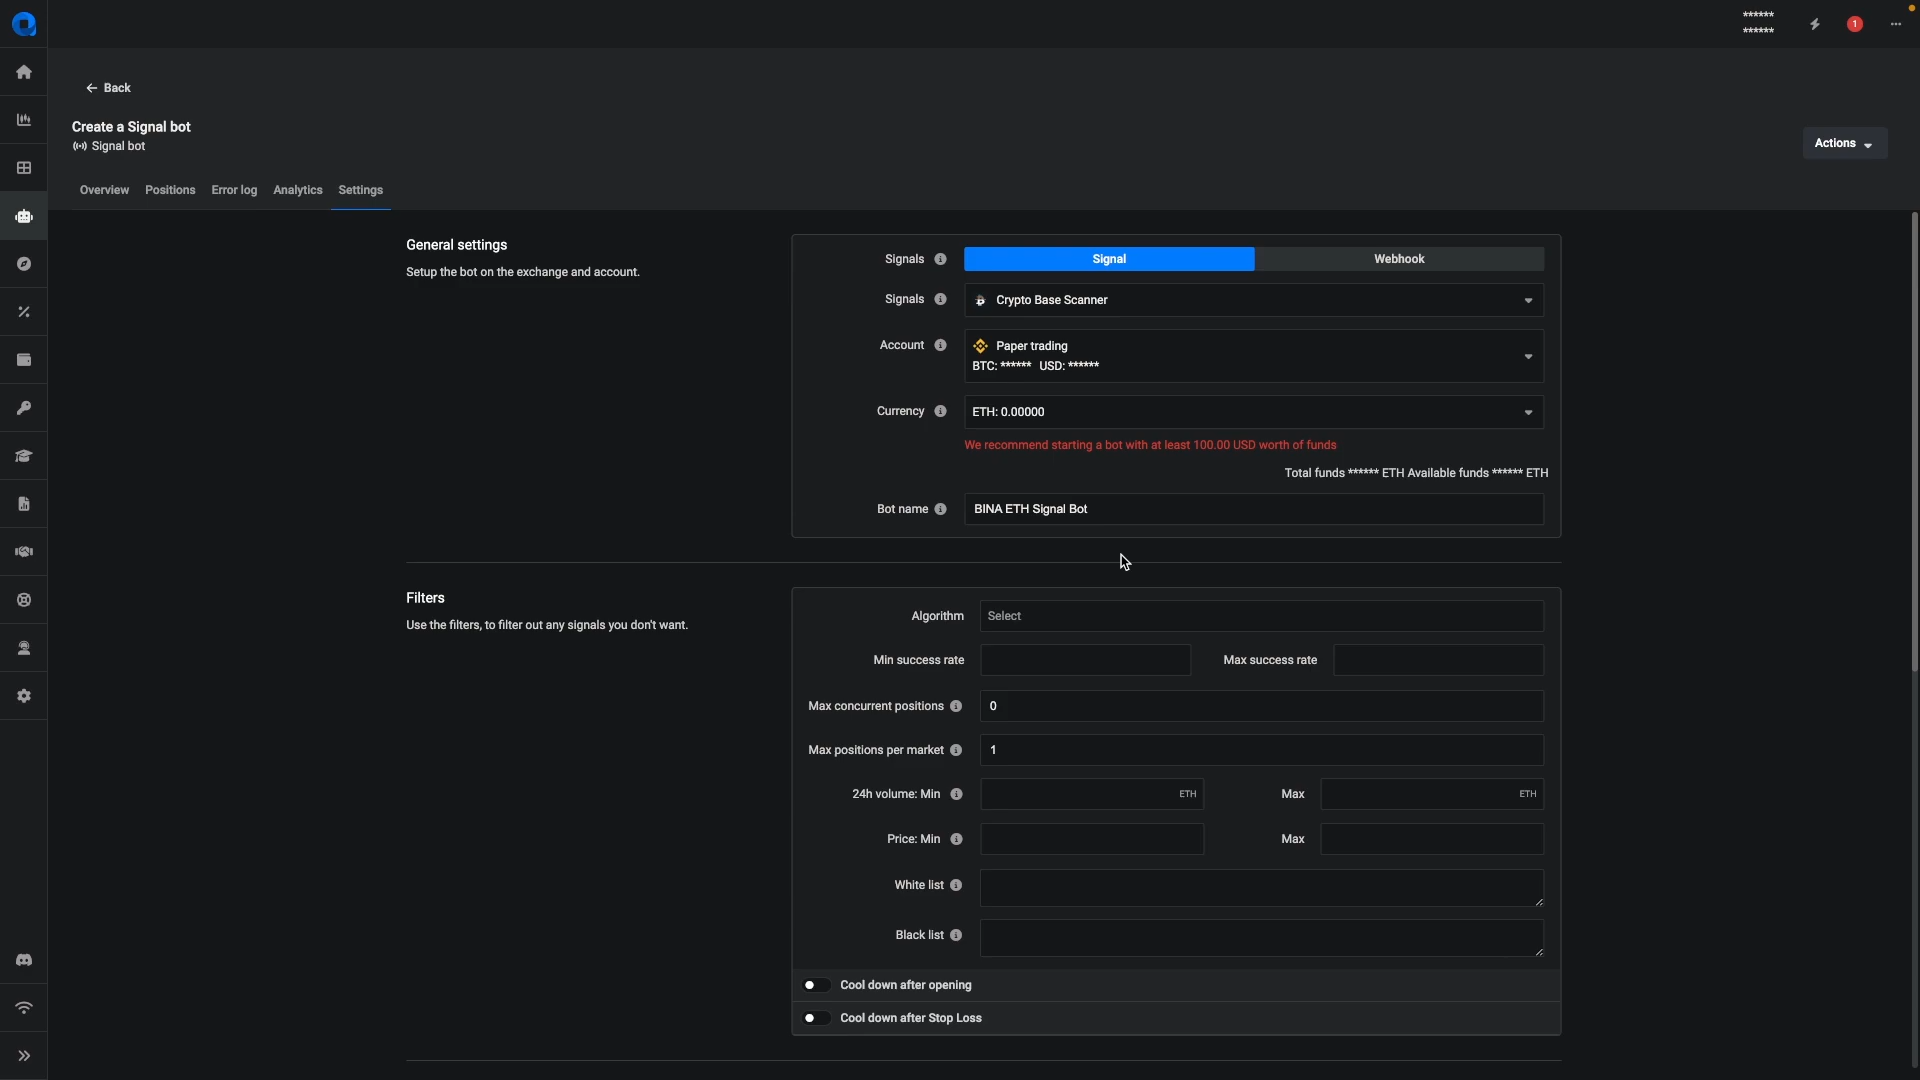 ******
******
1
Back
Create a Signal bot
Signal bot
Actions
Overview Positions Error log Analytics Settings
General settings
Setup the bot on the exchange and account.
Signals Signal Webhook
Signals Crypto Base Scanner
Account Paper trading
BTC: ****** USD: ******
Currency ETH: 0.00000
We recommend starting a bot with at least 100.00 USD worth of funds
Total funds ****** ETH Available funds ****** ETH
Bot name BINA ETH Signal Bot
Filters
Use the filters, to filter out any signals you don't want.
Algorithm Select
Min success rate Max success rate
Max concurrent positions 0
Max positions per market 1
24h volume: Min ETH Max ETH
Price: Min Max
White list
Black list
Cool down after opening
Cool down after Stop Loss